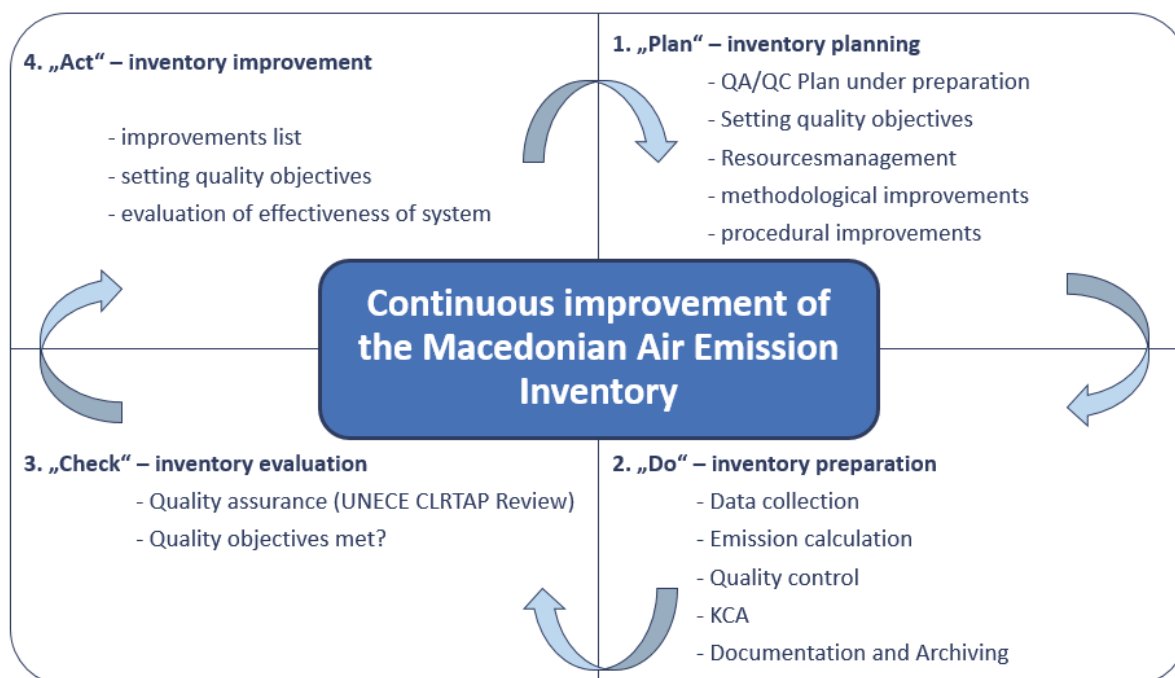 4. „Act“ – inventory improvement
- improvements list
- setting quality objectives
- evaluation of effectiveness of system
1. „Plan“ – inventory planning
- QA/QC Plan under preparation
- Setting quality objectives
- Resourcesmanagement
- methodological improvements
- procedural improvements
Continuous improvement of
the Macedonian Air Emission
Inventory
3. „Check“ – inventory evaluation
- Quality assurance (UNECE CLRTAP Review)
- Quality objectives met?
2. „Do“ – inventory preparation
- Data collection
- Emission calculation
- Quality control
- KCA
- Documentation and Archiving